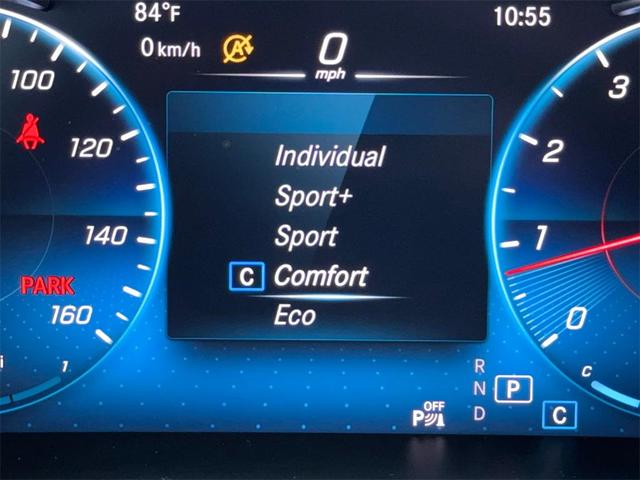 84°F
10:55
0 km/h
A
0
mph
100
120
140
160
PARK
1
Individual
Sport+
Sport
C Comfort
Eco
3
2
1
0
R
N
P
D
OFF
P
C
C